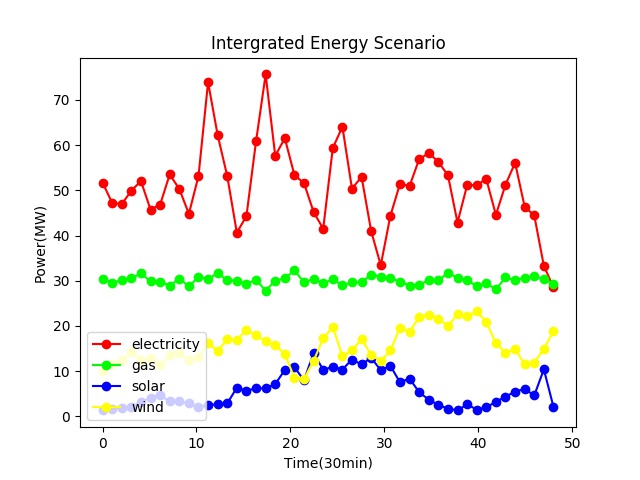 Intergrated Energy Scenario
Power(MW)
70
60
50
40
30
20
10
0
electricity
gas
solar
wind
0 10 20 30 40 50
Time(30min)